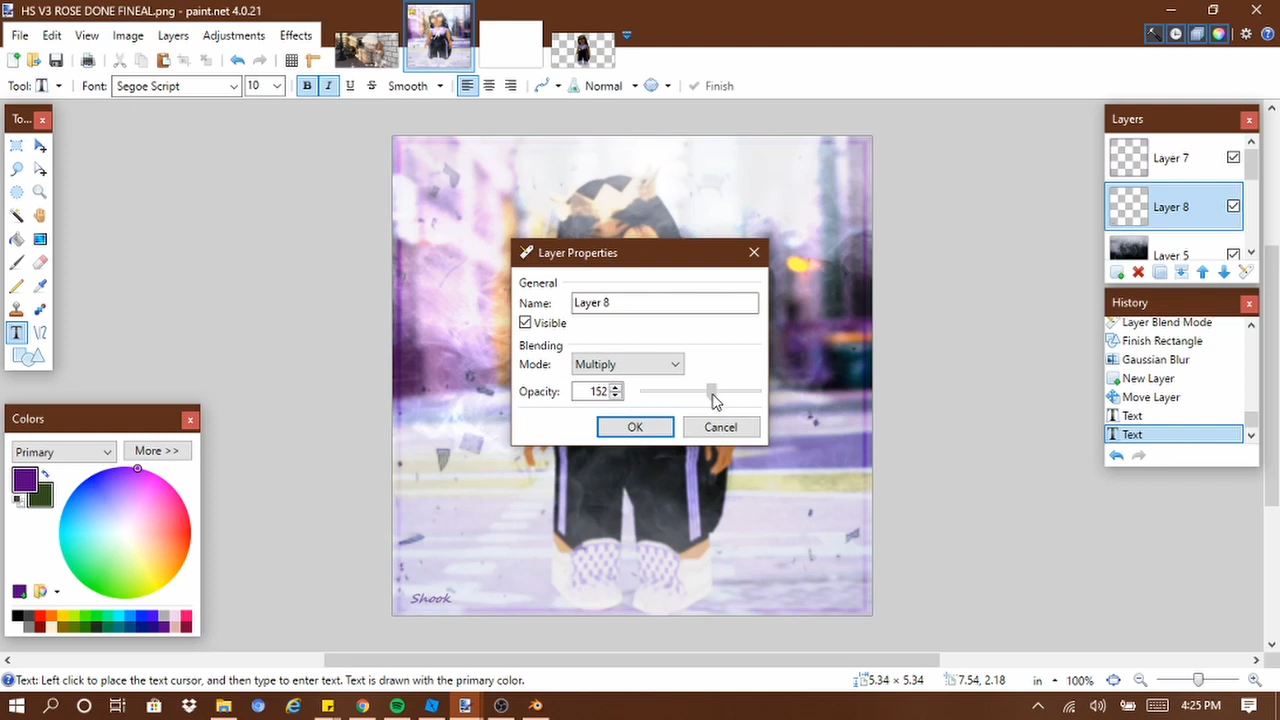 HS V3 ROSE DONE FINEAL.png - paint.net 4.0.21
File Edit View Image Layers Adjustments Effects
Tool: T Font: Segoe Script 10 B I U S Smooth Normal Finish
To...
Layers
Layer 7
Layer 8
Layer 5
Layer Properties
General
Name: Layer 8
Visible
Blending
Mode: Multiply
Opacity: 152
OK Cancel
History
Layer Blend Mode
Finish Rectangle
Gaussian Blur
New Layer
Move Layer
Text
Text
Colors
Primary More >>
Shook
Text: Left click to place the text cursor, and then type to enter text. Text is drawn with the primary color. 5.34 × 5.34 7.54, 2.18 in 100%
4:25 PM